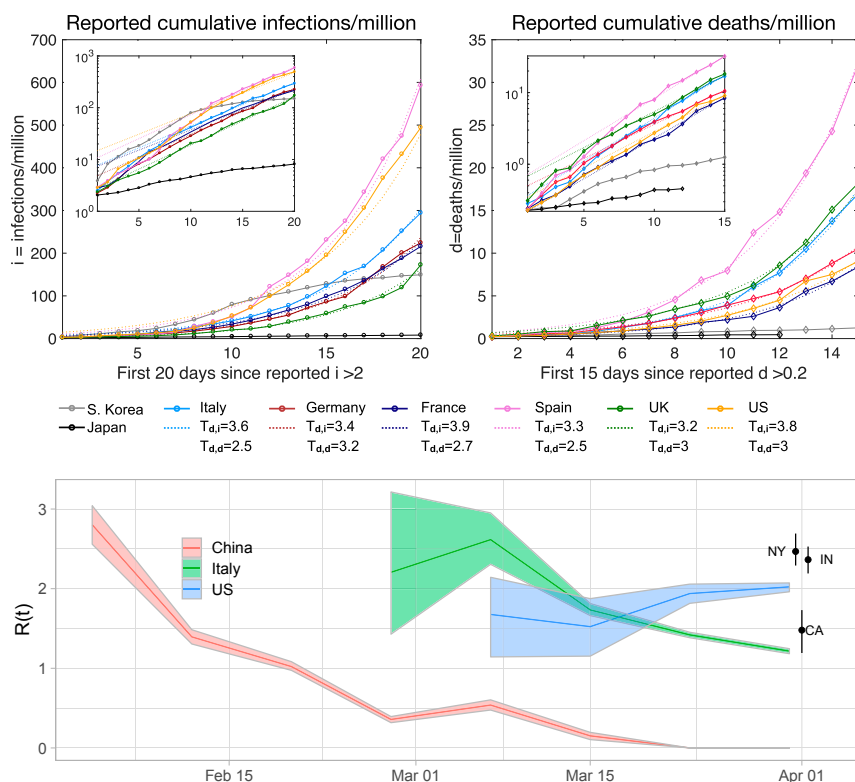 Reported cumulative infections/million
Reported cumulative deaths/million
i = infections/million
700
600
500
400
300
200
100
0
10³
10²
10¹
10⁰
5 10 15 20
5 10 15 20
First 20 days since reported i >2
d=deaths/million
35
30
25
20
15
10
5
0
10¹
10⁰
5 10 15
2 4 6 8 10 12 14
First 15 days since reported d >0.2
S. Korea Italy Germany France Spain UK US
Japan T_d,i=3.6 T_d,i=3.4 T_d,i=3.9 T_d,i=3.3 T_d,i=3.2 T_d,i=3.8
T_d,d=2.5 T_d,d=3.2 T_d,d=2.7 T_d,d=2.5 T_d,d=3 T_d,d=3
R(t)
3
2
1
0
China
Italy
US
NY
IN
CA
Feb 15 Mar 01 Mar 15 Apr 01